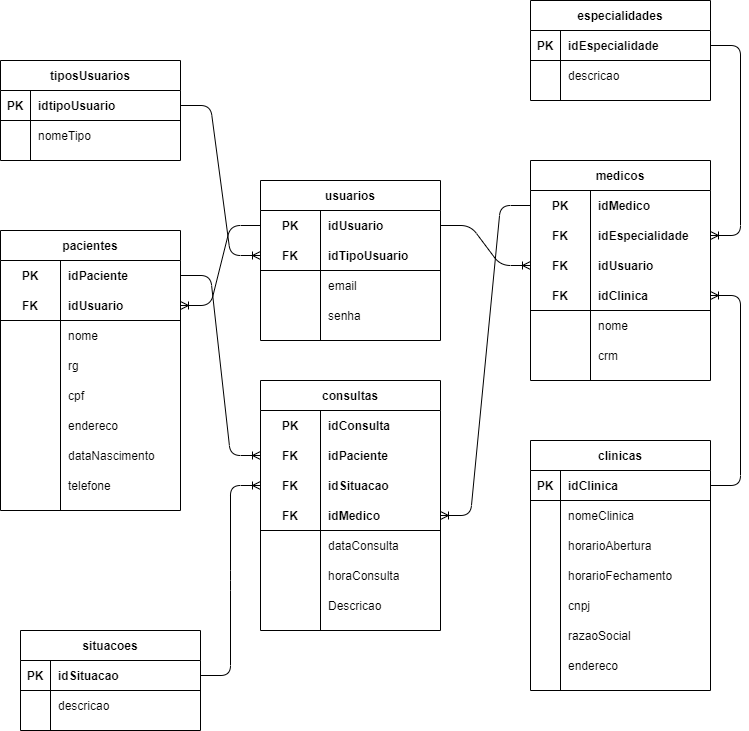 especialidades
PK idEspecialidade
descricao
tiposUsuarios
PK idtipoUsuario
nomeTipo
medicos
PK idMedico
FK idEspecialidade
FK idUsuario
FK idClinica
nome
crm
usuarios
PK idUsuario
FK idTipoUsuario
email
senha
pacientes
PK idPaciente
FK idUsuario
nome
rg
cpf
endereco
dataNascimento
telefone
consultas
PK idConsulta
FK idPaciente
FK idSituacao
FK idMedico
dataConsulta
horaConsulta
Descricao
clinicas
PK idClinica
nomeClinica
horarioAbertura
horarioFechamento
cnpj
razaoSocial
endereco
situacoes
PK idSituacao
descricao